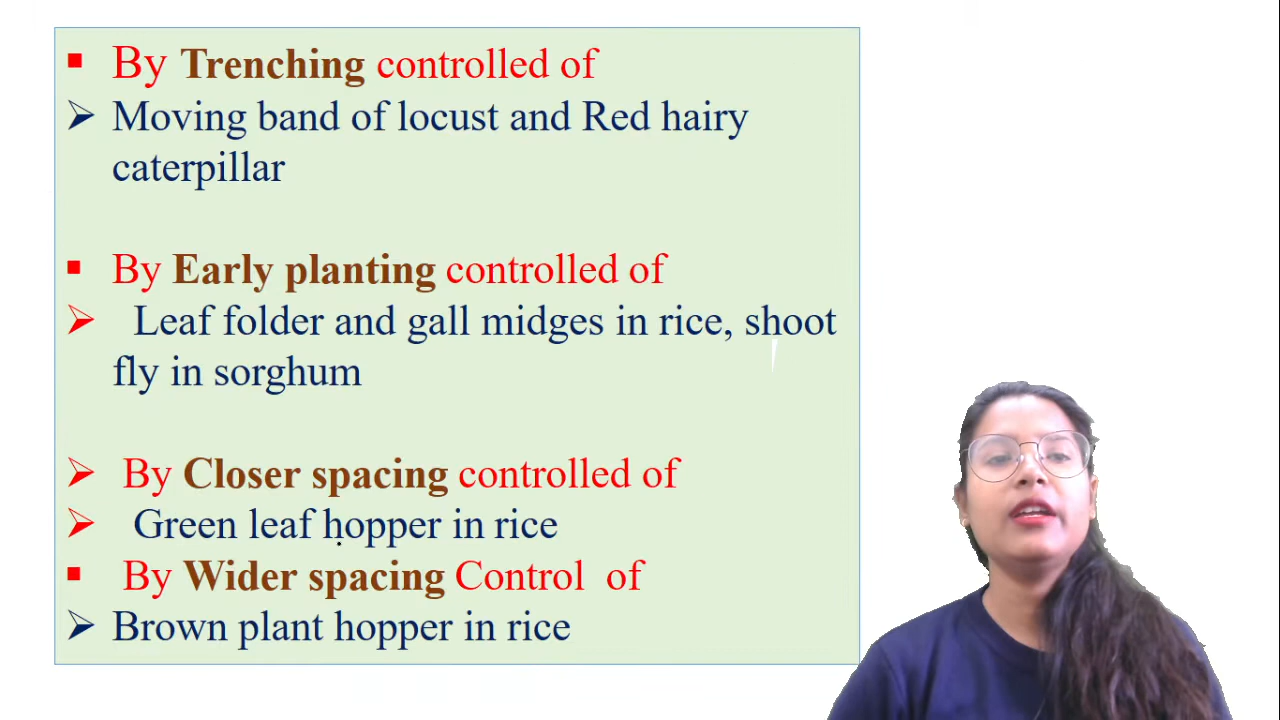 By Trenching controlled of
Moving band of locust and Red hairy
caterpillar
By Early planting controlled of
Leaf folder and gall midges in rice, shoot
fly in sorghum
By Closer spacing controlled of
Green leaf hopper in rice
By Wider spacing Control of
Brown plant hopper in rice